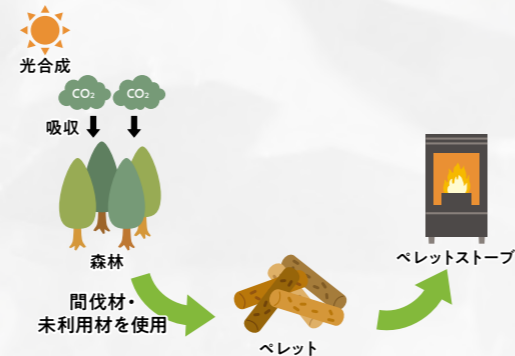 光合成
CO₂ CO₂
吸収
森林
間伐材・
未利用材を使用
ペレット
ペレットストーブ